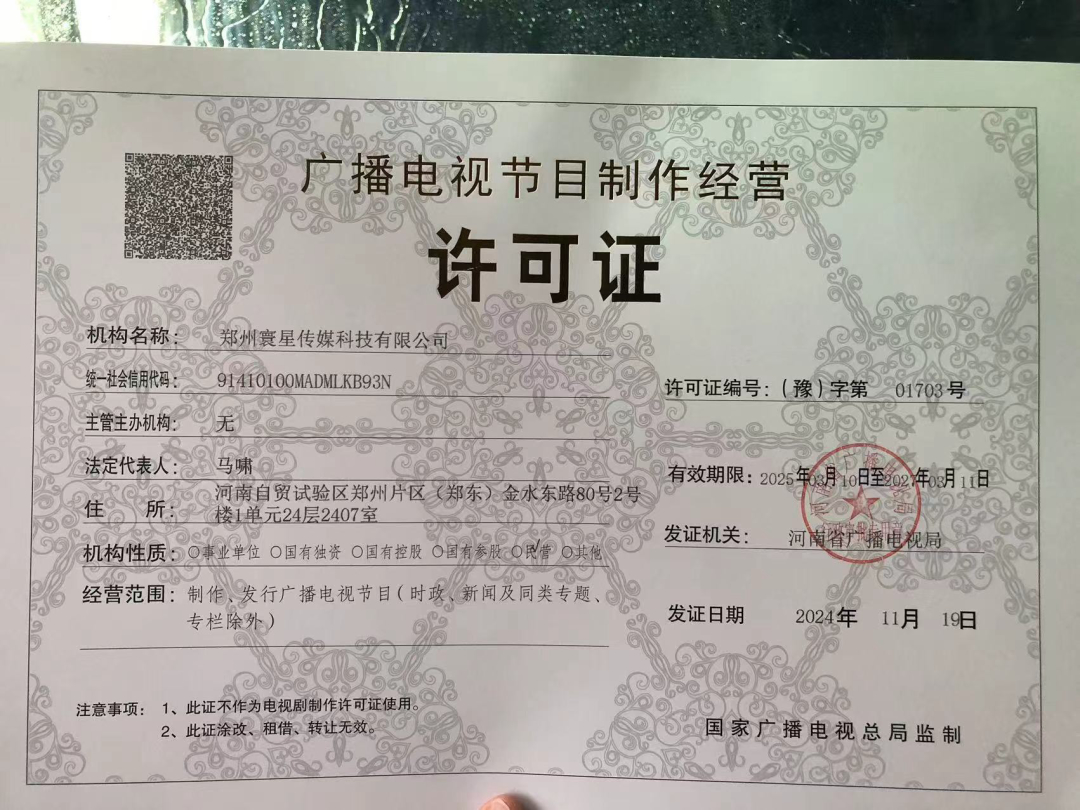 广播电视节目制作经营
许可证
机构名称: 郑州寰星传媒科技有限公司
统一社会信用代码: 91410100MADMLKB93N
主管主办机构: 无
法定代表人: 马啸
住 所: 河南自贸试验区郑州片区（郑东）金水东路80号2号
楼1单元24层2407室
机构性质: ○事业单位 ○国有独资 ○国有控股 ○国有参股 ○民营 ○其他
经营范围: 制作、发行广播电视节目(时政、新闻及同类专题、
专栏除外)
许可证编号:(豫)字第 01703号
有效期限: 2025年03月10日至2027年03月11日
发证机关: 河南省广播电视局
发证日期 2024年 11月 19日
注意事项: 1、此证不作为电视剧制作许可证使用。
2、此证涂改、租借、转让无效。
国家广播电视总局监制